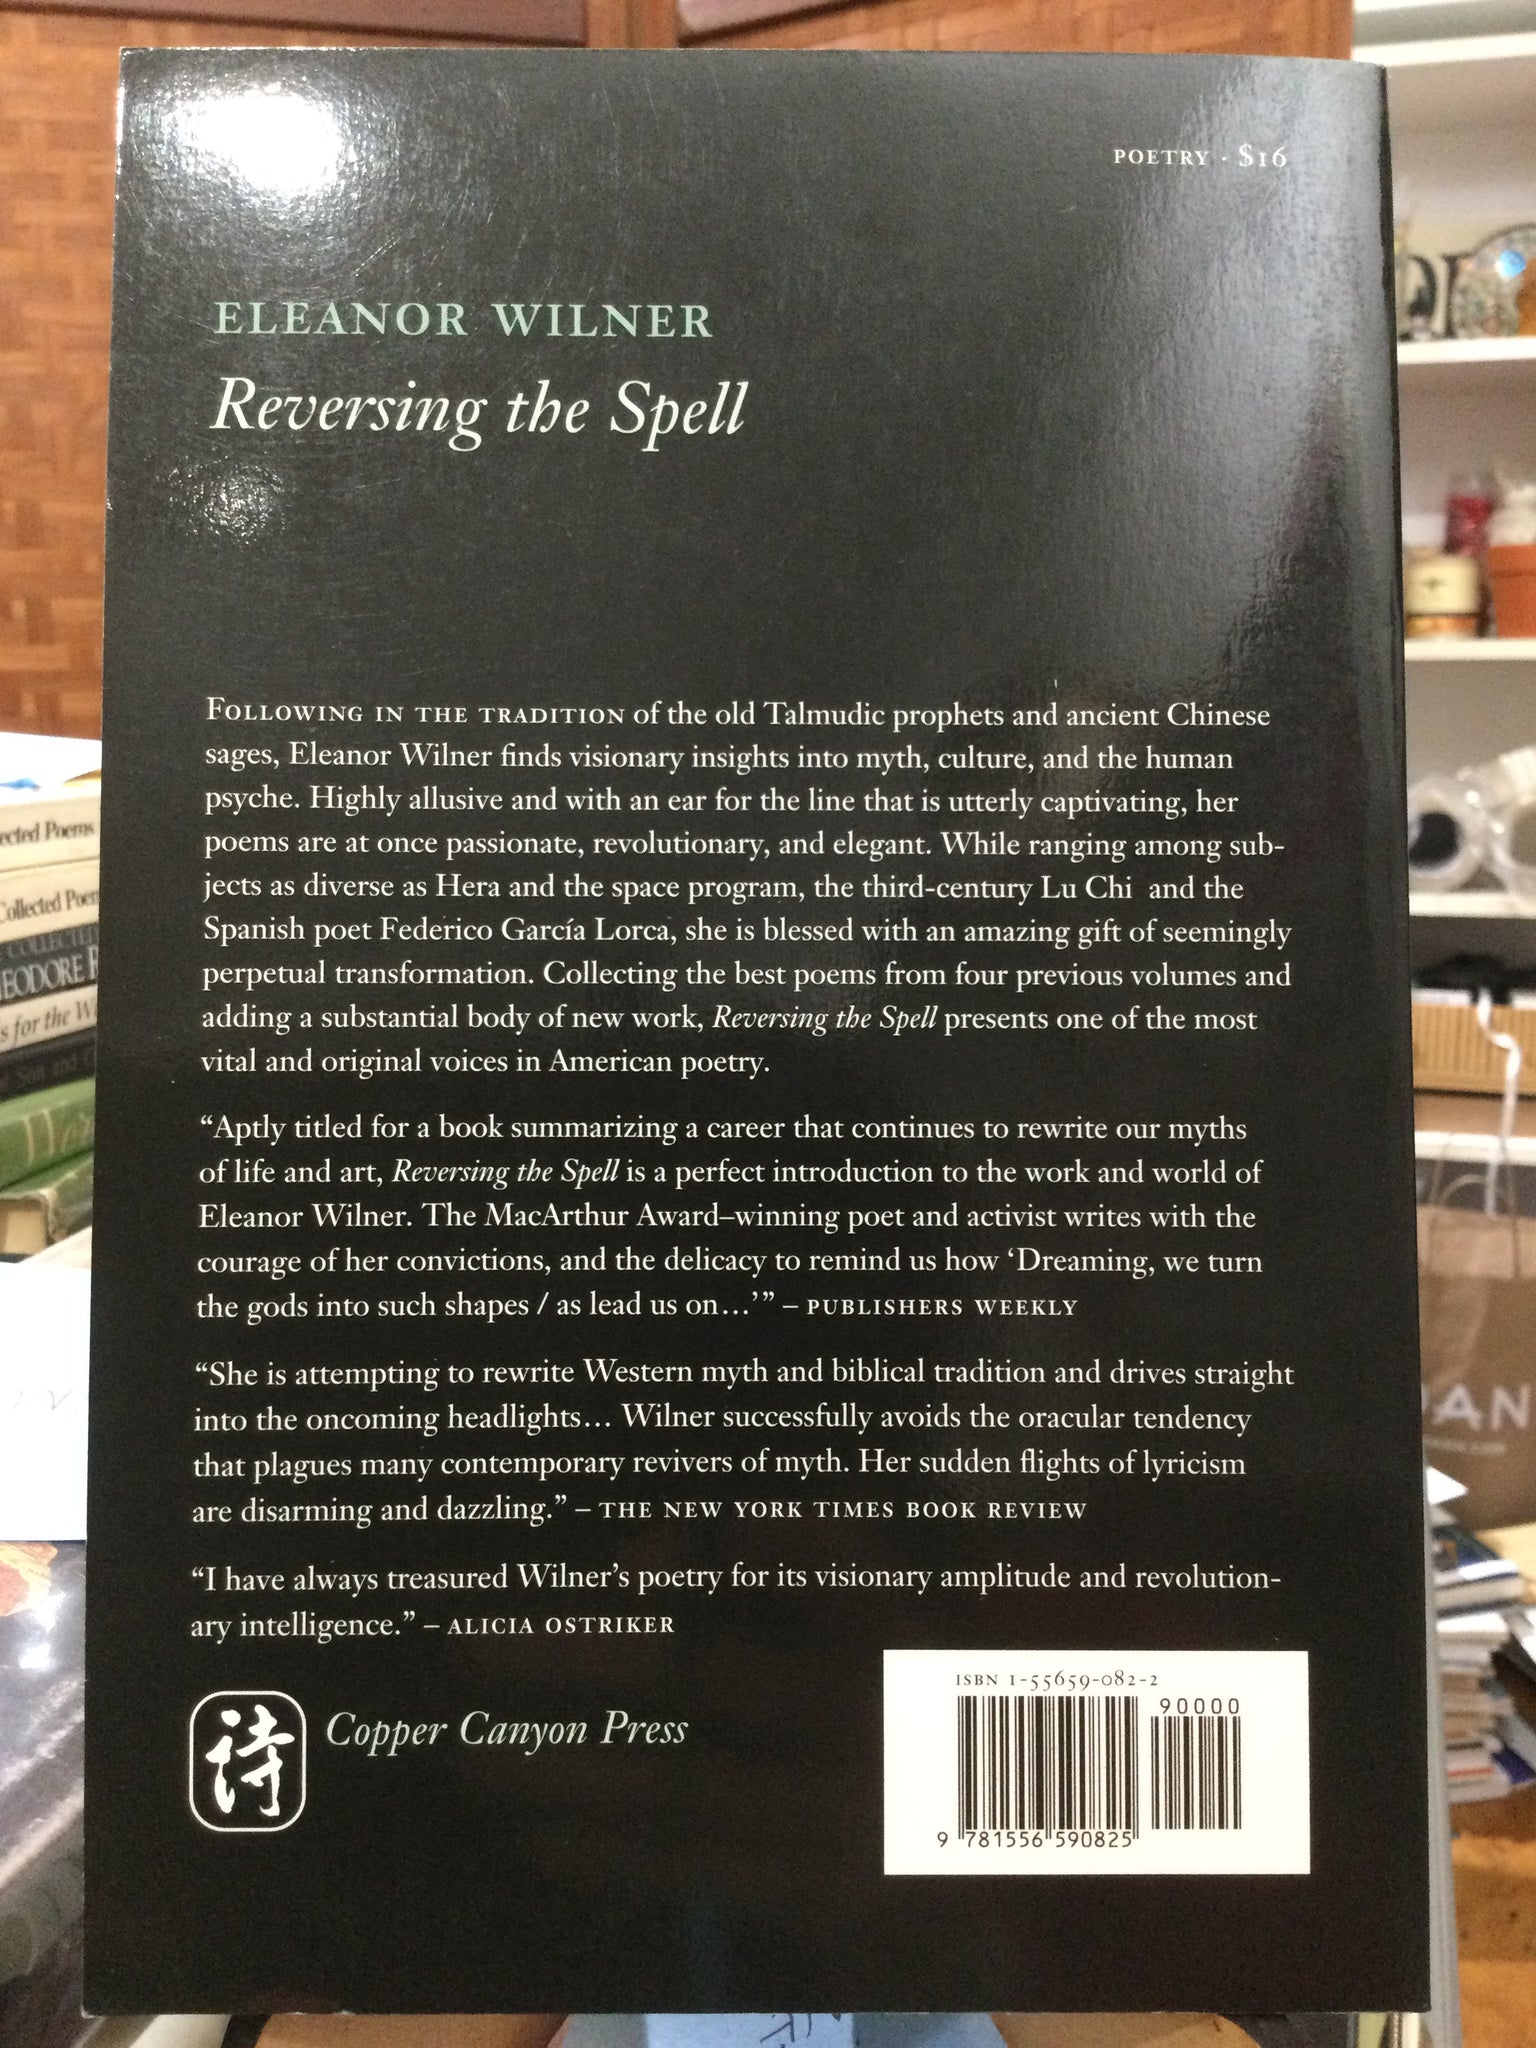 POETRY · $16
ELEANOR WILNER
Reversing the Spell
FOLLOWING IN THE TRADITION of the old Talmudic prophets and ancient Chinese
sages, Eleanor Wilner finds visionary insights into myth, culture, and the human
psyche. Highly allusive and with an ear for the line that is utterly captivating, her
poems are at once passionate, revolutionary, and elegant. While ranging among sub-
jects as diverse as Hera and the space program, the third-century Lu Chi and the
Spanish poet Federico García Lorca, she is blessed with an amazing gift of seemingly
perpetual transformation. Collecting the best poems from four previous volumes and
adding a substantial body of new work, Reversing the Spell presents one of the most
vital and original voices in American poetry.
“Aptly titled for a book summarizing a career that continues to rewrite our myths
of life and art, Reversing the Spell is a perfect introduction to the work and world of
Eleanor Wilner. The MacArthur Award–winning poet and activist writes with the
courage of her convictions, and the delicacy to remind us how ‘Dreaming, we turn
the gods into such shapes / as lead us on…’” – PUBLISHERS WEEKLY
“She is attempting to rewrite Western myth and biblical tradition and drives straight
into the oncoming headlights… Wilner successfully avoids the oracular tendency
that plagues many contemporary revivers of myth. Her sudden flights of lyricism
are disarming and dazzling.” – THE NEW YORK TIMES BOOK REVIEW
“I have always treasured Wilner’s poetry for its visionary amplitude and revolution-
ary intelligence.” – ALICIA OSTRIKER
詩
Copper Canyon Press
ISBN 1-55659-082-2
90000
9 781556 590825
Poems
Collected
COLLECTED
for the